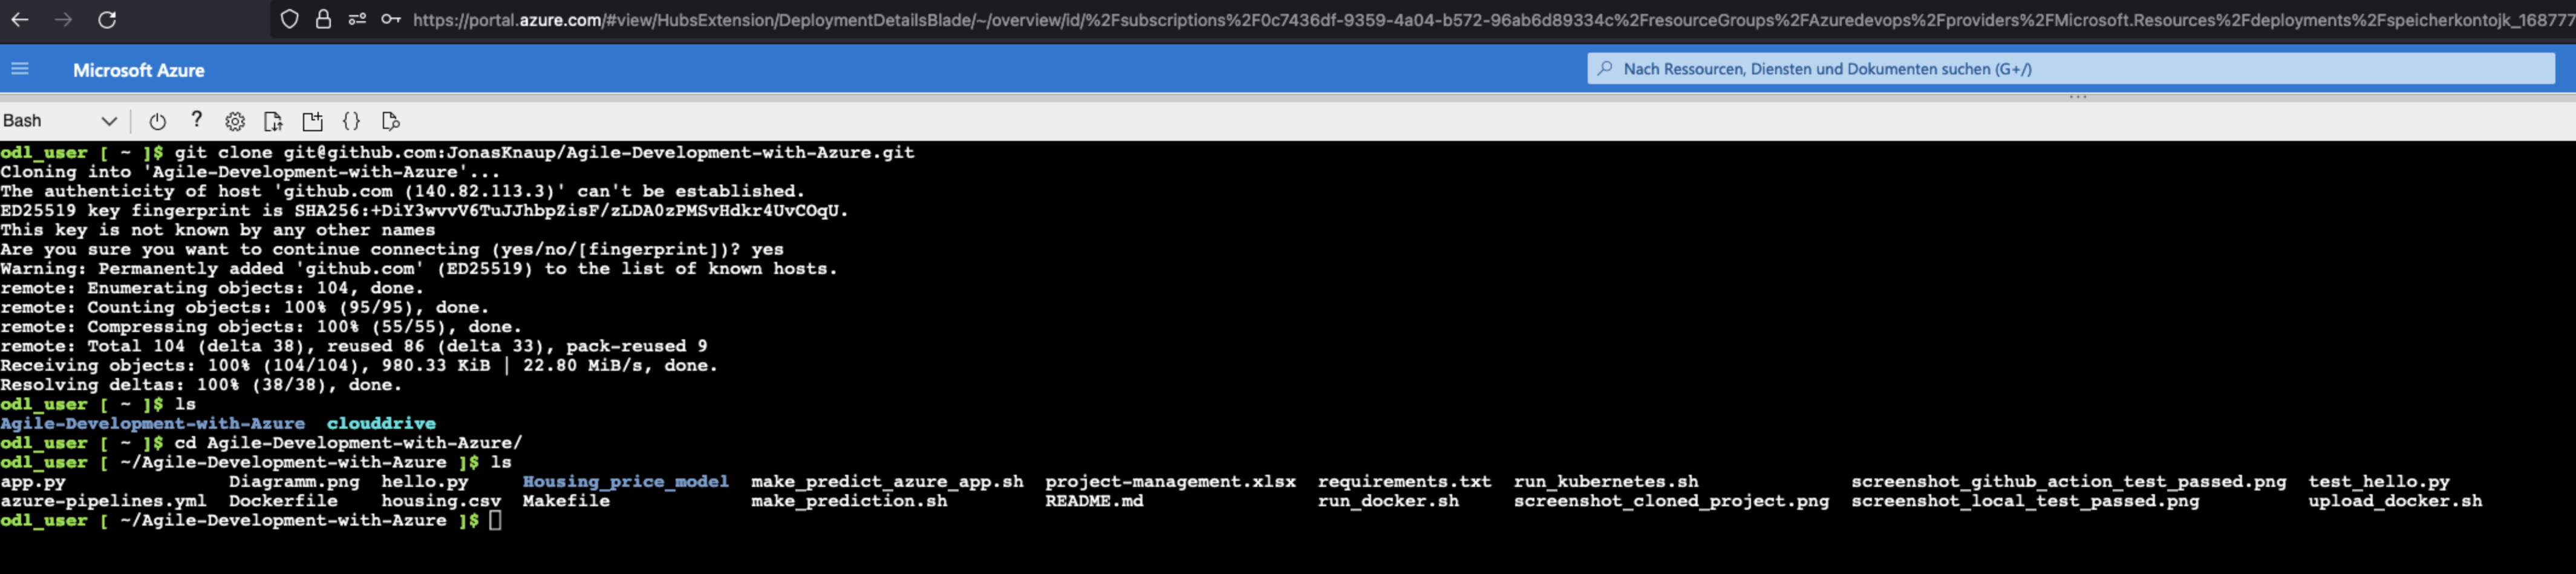 https://portal.azure.com/#view/HubsExtension/DeploymentDetailsBlade/~/overview/id/%2Fsubscriptions%2F0c7436df-9359-4a04-b572-96ab6d89334c%2FresourceGroups%2FAzuredevops%2Fproviders%2FMicrosoft.Resources%2Fdeployments%2Fspeicherkontojk_168777
Microsoft Azure Nach Ressourcen, Diensten und Dokumenten suchen (G+/)
Bash
odl_user [ ~ ]$ git clone git@github.com:JonasKnaup/Agile-Development-with-Azure.git
Cloning into 'Agile-Development-with-Azure'...
The authenticity of host 'github.com (140.82.113.3)' can't be established.
ED25519 key fingerprint is SHA256:+DiY3wvvV6TuJJhbpZisF/zLDA0zPMSvHdkr4UvCOqU.
This key is not known by any other names
Are you sure you want to continue connecting (yes/no/[fingerprint])? yes
Warning: Permanently added 'github.com' (ED25519) to the list of known hosts.
remote: Enumerating objects: 104, done.
remote: Counting objects: 100% (95/95), done.
remote: Compressing objects: 100% (55/55), done.
remote: Total 104 (delta 38), reused 86 (delta 33), pack-reused 9
Receiving objects: 100% (104/104), 980.33 KiB | 22.80 MiB/s, done.
Resolving deltas: 100% (38/38), done.
odl_user [ ~ ]$ ls
Agile-Development-with-Azure clouddrive
odl_user [ ~ ]$ cd Agile-Development-with-Azure/
odl_user [ ~/Agile-Development-with-Azure ]$ ls
app.py Diagramm.png hello.py Housing_price_model make_predict_azure_app.sh project-management.xlsx requirements.txt run_kubernetes.sh screenshot_github_action_test_passed.png test_hello.py
azure-pipelines.yml Dockerfile housing.csv Makefile make_prediction.sh README.md run_docker.sh screenshot_cloned_project.png screenshot_local_test_passed.png upload_docker.sh
odl_user [ ~/Agile-Development-with-Azure ]$